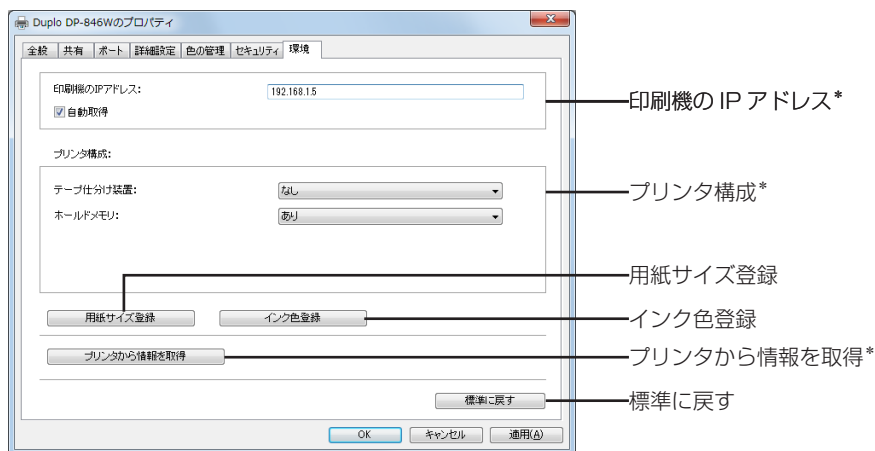 Duplo DP-846Wのプロパティ
全般 共有 ポート 詳細設定 色の管理 セキュリティ 環境
印刷機のIPアドレス: 192.168.1.5
印刷機の IP アドレス*
自動取得
プリンタ構成:
テープ仕分け装置: なし
プリンタ構成*
ホールドメモリ: あり
用紙サイズ登録
用紙サイズ登録 インク色登録
インク色登録
プリンタから情報を取得
プリンタから情報を取得*
標準に戻す
標準に戻す
OK キャンセル 適用(A)